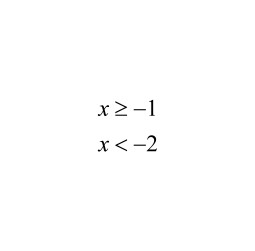 x ≥ –1
x < –2